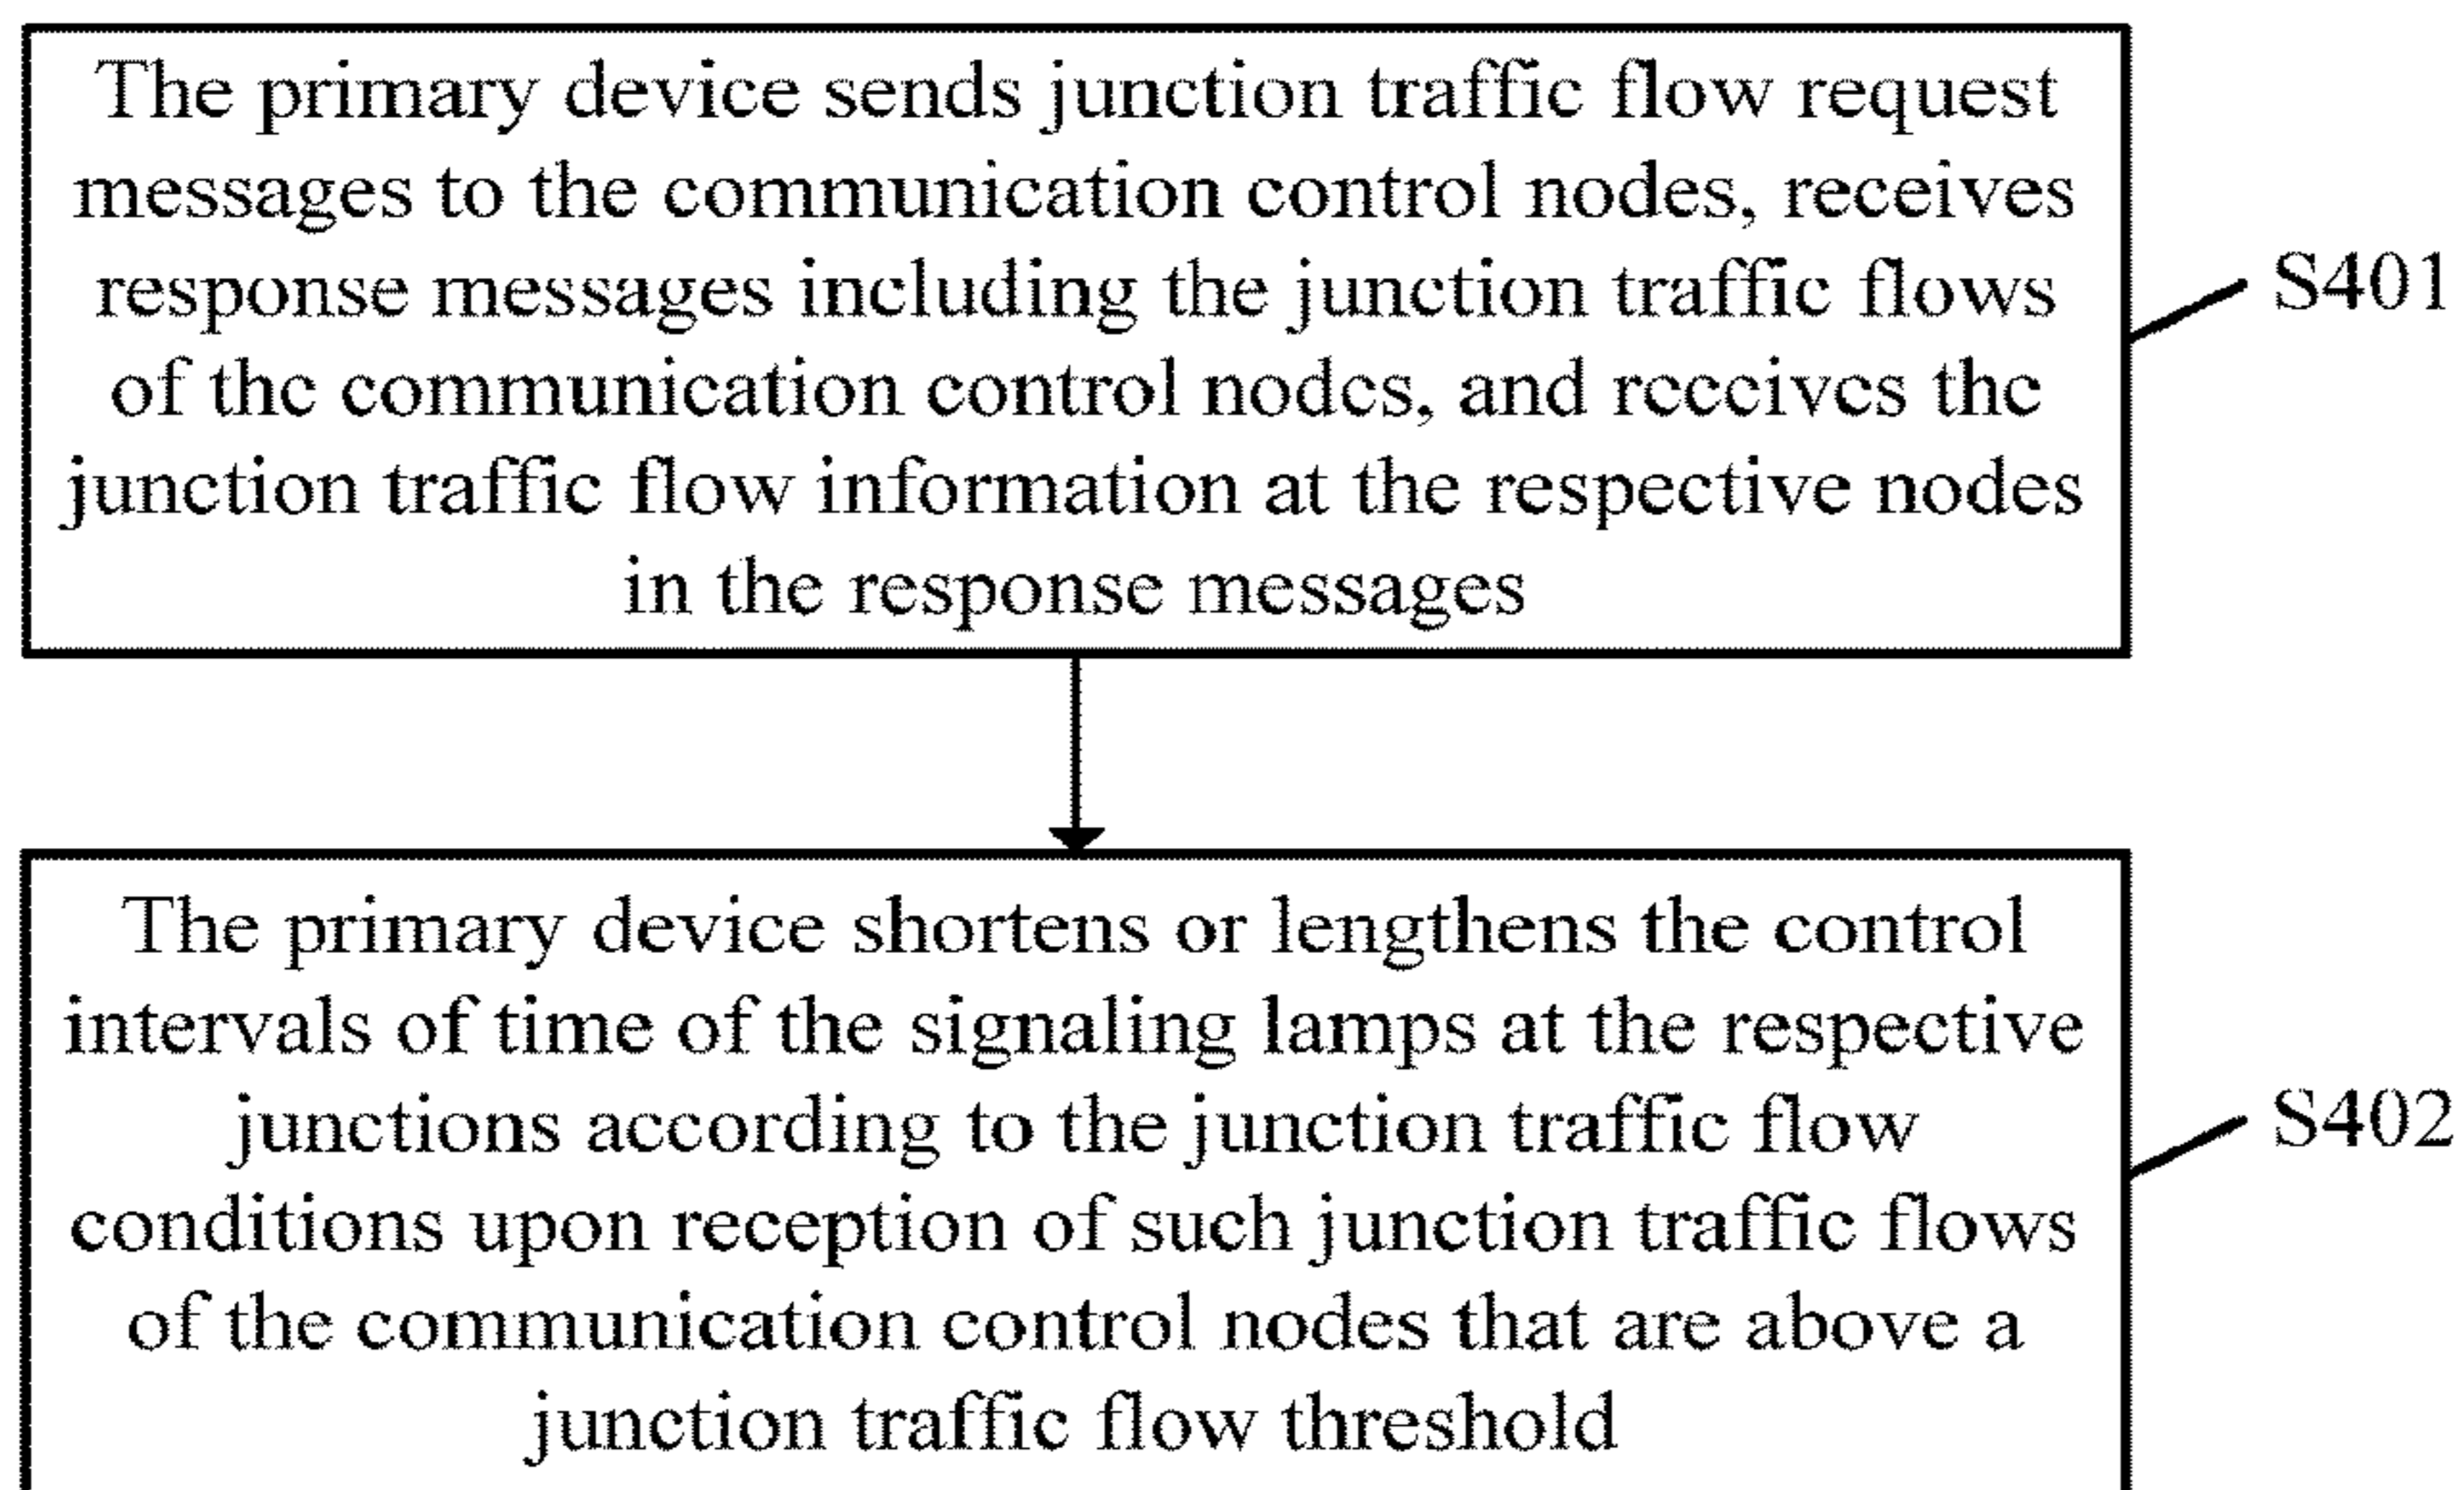 The primary device sends junction traffic flow request
messages to the communication control nodes, receives
response messages including the junction traffic flows
of the communication control nodes, and receives the
junction traffic flow information at the respective nodes
in the response messages
S401
The primary device shortens or lengthens the control
intervals of time of the signaling lamps at the respective
junctions according to the junction traffic flow
conditions upon reception of such junction traffic flows
of the communication control nodes that are above a
junction traffic flow threshold
S402